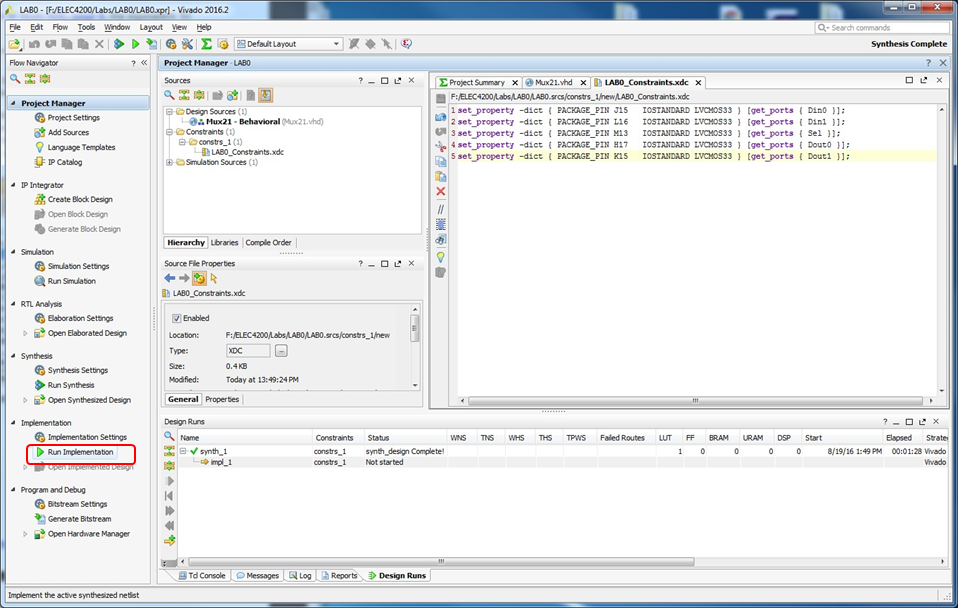 LAB0 - [F:/ELEC4200/Labs/LAB0/LAB0.xpr] - Vivado 2016.2
File Edit Flow Tools Window Layout View Help
Search commands
Default Layout
Synthesis Complete
Flow Navigator
Project Manager
Project Settings
Add Sources
Language Templates
IP Catalog
IP Integrator
Create Block Design
Open Block Design
Generate Block Design
Simulation
Simulation Settings
Run Simulation
RTL Analysis
Elaboration Settings
Open Elaborated Design
Synthesis
Synthesis Settings
Run Synthesis
Open Synthesized Design
Implementation
Implementation Settings
Run Implementation
Open Implemented Design
Program and Debug
Bitstream Settings
Generate Bitstream
Open Hardware Manager
Project Manager - LAB0
Sources
Design Sources (1)
Mux21 - Behavioral (Mux21.vhd)
Constraints (1)
constrs_1 (1)
LAB0_Constraints.xdc
Simulation Sources (1)
Hierarchy Libraries Compile Order
Source File Properties
LAB0_Constraints.xdc
Enabled
Location: F:/ELEC4200/Labs/LAB0/LAB0.srcs/constrs_1/new
Type: XDC
Size: 0.4 KB
Modified: Today at 13:49:24 PM
General Properties
Project Summary Mux21.vhd LAB0_Constraints.xdc
F:/ELEC4200/Labs/LAB0/LAB0.srcs/constrs_1/new/LAB0_Constraints.xdc
1 set_property -dict { PACKAGE_PIN J15 IOSTANDARD LVCMOS33 } [get_ports { Din0 }];
2 set_property -dict { PACKAGE_PIN L16 IOSTANDARD LVCMOS33 } [get_ports { Din1 }];
3 set_property -dict { PACKAGE_PIN M13 IOSTANDARD LVCMOS33 } [get_ports { Sel }];
4 set_property -dict { PACKAGE_PIN H17 IOSTANDARD LVCMOS33 } [get_ports { Dout0 }];
5 set_property -dict { PACKAGE_PIN K15 IOSTANDARD LVCMOS33 } [get_ports { Dout1 }];
Design Runs
Name Constraints Status WNS TNS WHS THS TPWS Failed Routes LUT FF BRAM URAM DSP Start Elapsed Strate
synth_1 constrs_1 synth_design Complete! 1 0 0 0 0 8/19/16 1:49 PM 00:01:28 Vivado
impl_1 constrs_1 Not started Vivado
Tcl Console Messages Log Reports Design Runs
Implement the active synthesized netlist